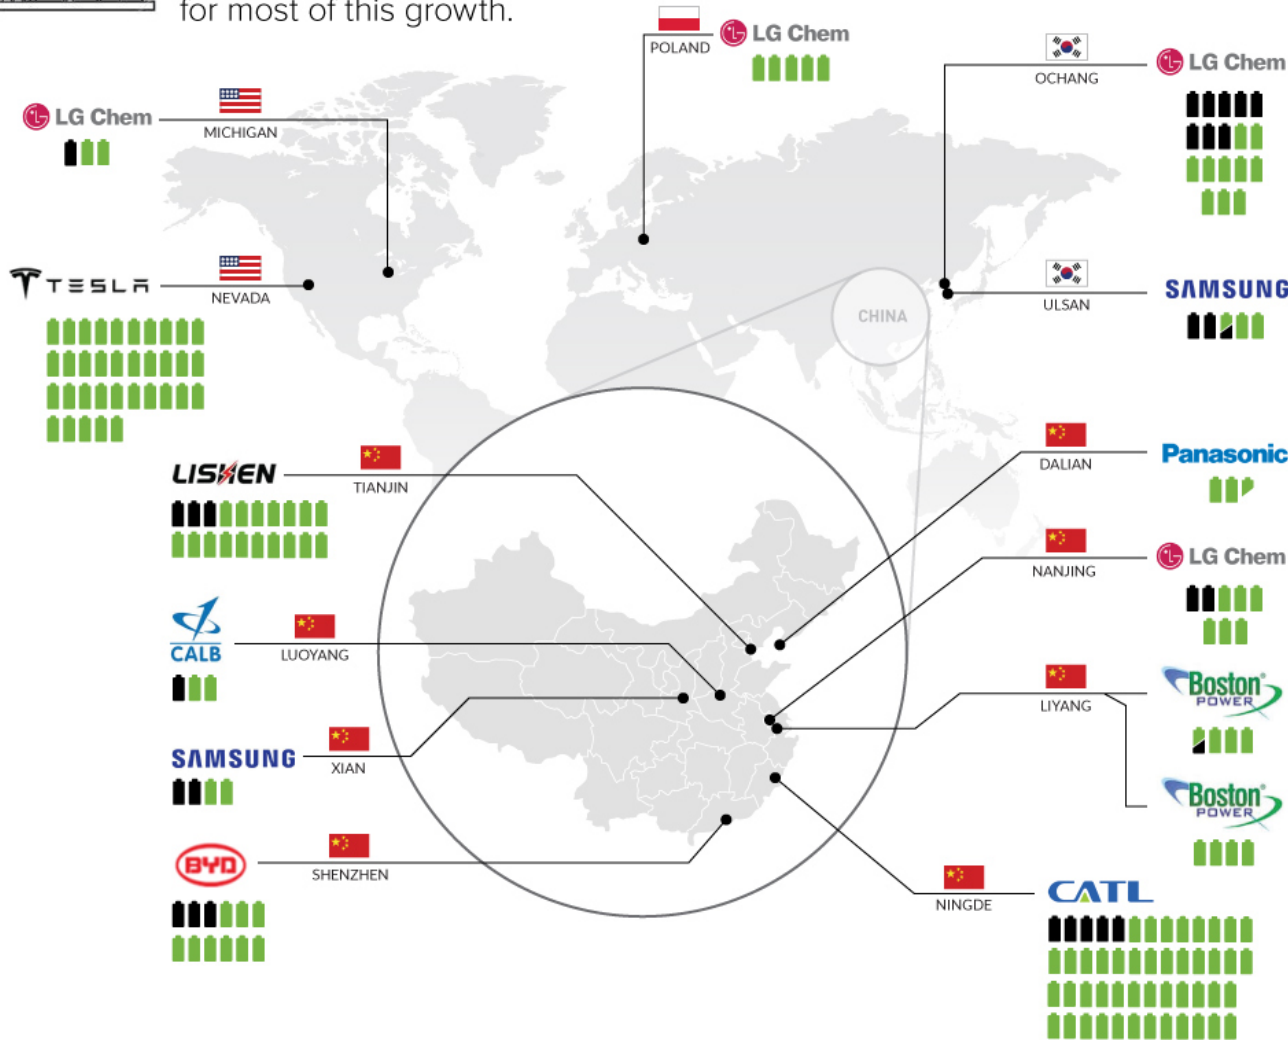 for most of this growth.
POLAND
LG Chem
OCHANG
LG Chem
LG Chem
MICHIGAN
TESLA
NEVADA
ULSAN
SAMSUNG
CHINA
LISHEN
TIANJIN
DALIAN
Panasonic
NANJING
LG Chem
CALB
LUOYANG
LIYANG
Boston®
POWER
SAMSUNG
XIAN
Boston®
POWER
BYD
SHENZHEN
NINGDE
CATL